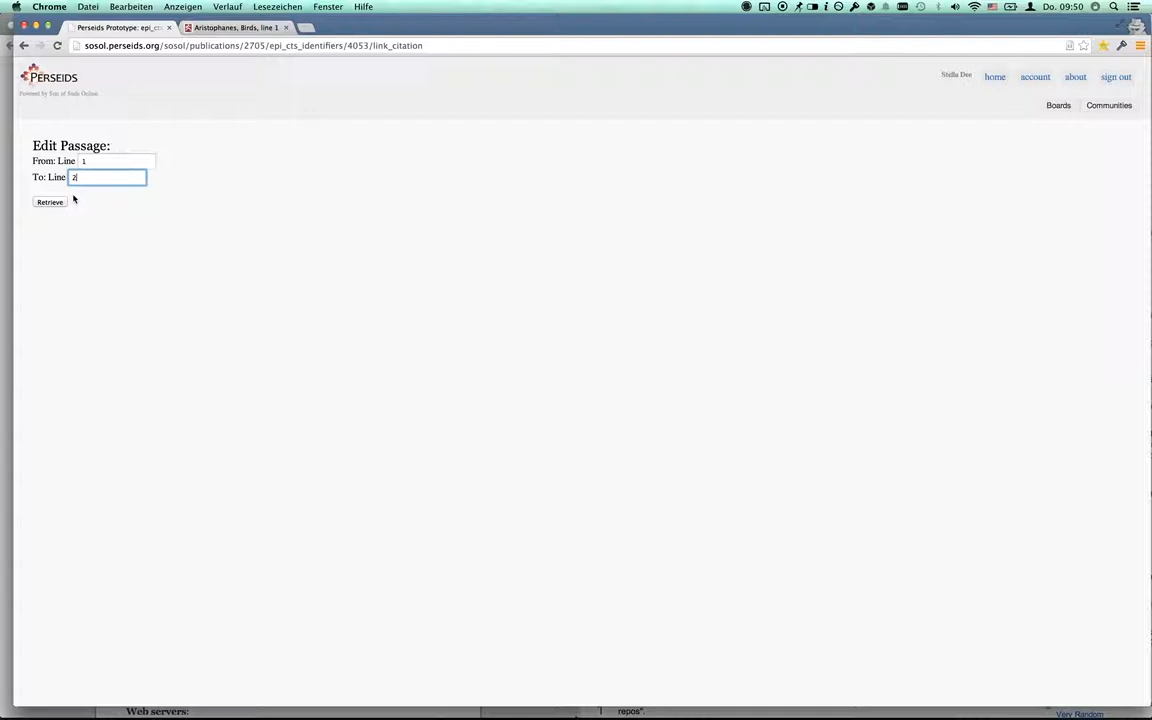 Chrome Datei Bearbeiten Anzeigen Verlauf Lesezeichen Fenster Hilfe Do. 09:50
Perseids Prototype: epi_cts Aristophanes, Birds, line 1
sosol.perseids.org/sosol/publications/2705/epi_cts_identifiers/4053/link_citation
PERSEIDS Stella Dee home account about sign out
Powered by Son of Suda Online
Boards Communities
Edit Passage:
From: Line 1
To: Line 2
Retrieve
Web servers: repos". Very Random